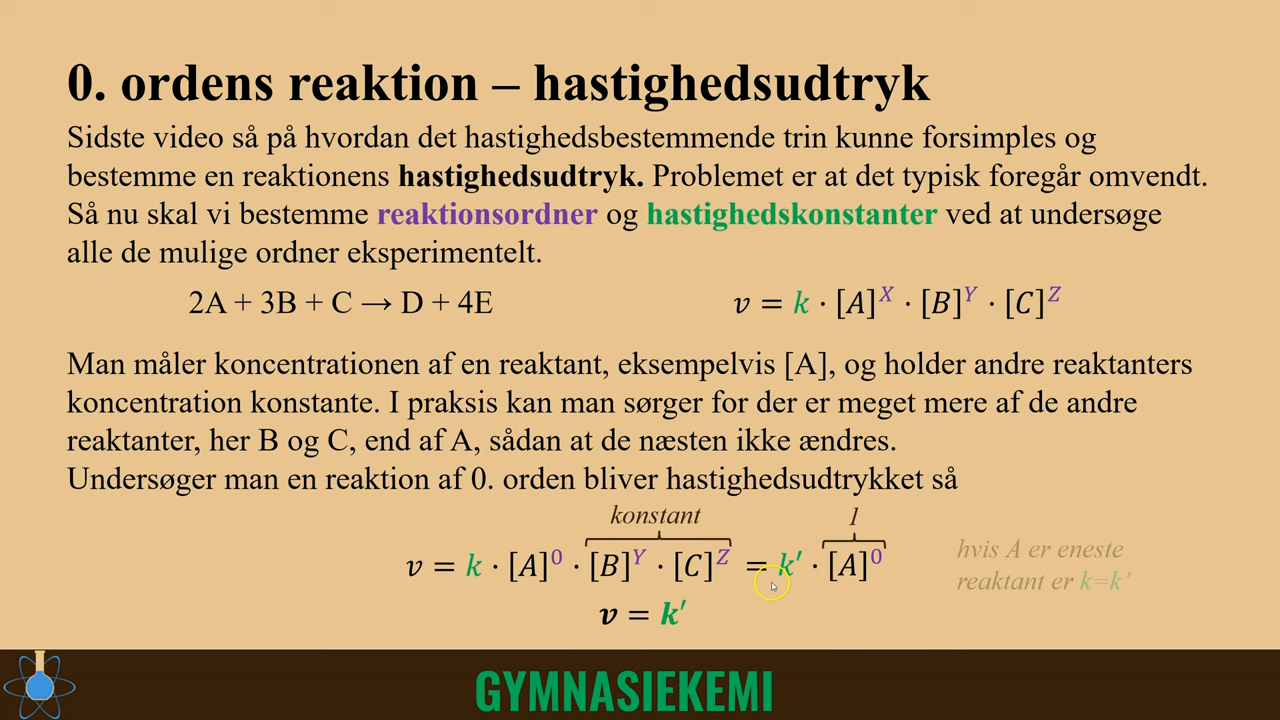 0. ordens reaktion – hastighedsudtryk
Sidste video så på hvordan det hastighedsbestemmende trin kunne forsimples og
bestemme en reaktionens hastighedsudtryk. Problemet er at det typisk foregår omvendt.
Så nu skal vi bestemme reaktionsordner og hastighedskonstanter ved at undersøge
alle de mulige ordner eksperimentelt.
2A + 3B + C → D + 4E
v = k · [A]^X · [B]^Y · [C]^Z
Man måler koncentrationen af en reaktant, eksempelvis [A], og holder andre reaktanters
koncentration konstante. I praksis kan man sørger for der er meget mere af de andre
reaktanter, her B og C, end af A, sådan at de næsten ikke ændres.
Undersøger man en reaktion af 0. orden bliver hastighedsudtrykket så
konstant
1
v = k · [A]^0 · [B]^Y · [C]^Z = k′ · [A]^0
hvis A er eneste
reaktant er k=k’
v = k′
GYMNASIEKEMI